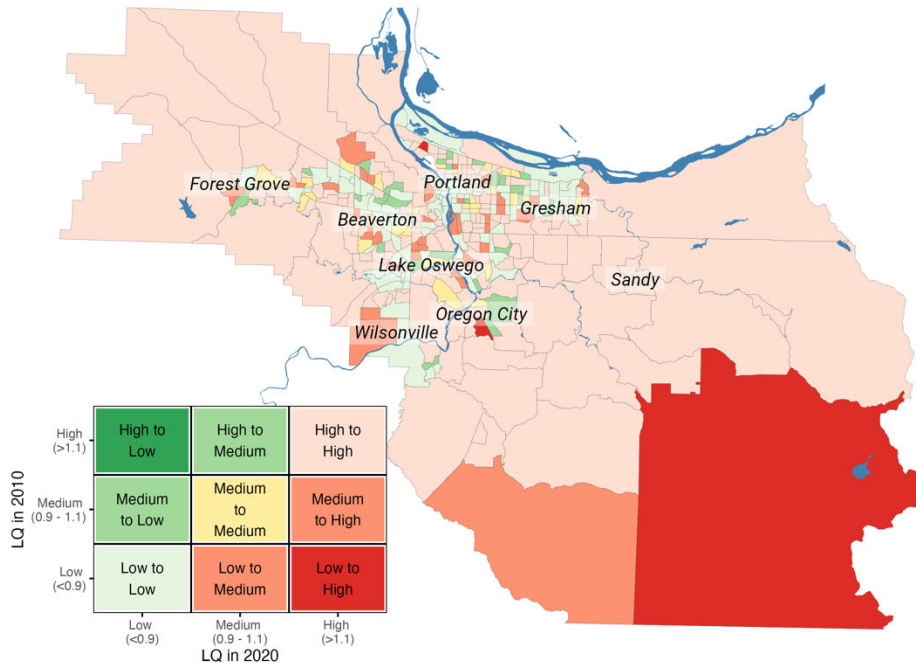 Forest Grove
Portland
Gresham
Beaverton
Lake Oswego
Sandy
Oregon City
Wilsonville
LQ in 2010
High
(>1.1)
High to
Low
High to
Medium
High to
High
Medium
(0.9 - 1.1)
Medium
to Low
Medium
to
Medium
Medium
to High
Low
(<0.9)
Low to
Low
Low to
Medium
Low to
High
Low
(<0.9)
Medium
(0.9 - 1.1)
High
(>1.1)
LQ in 2020